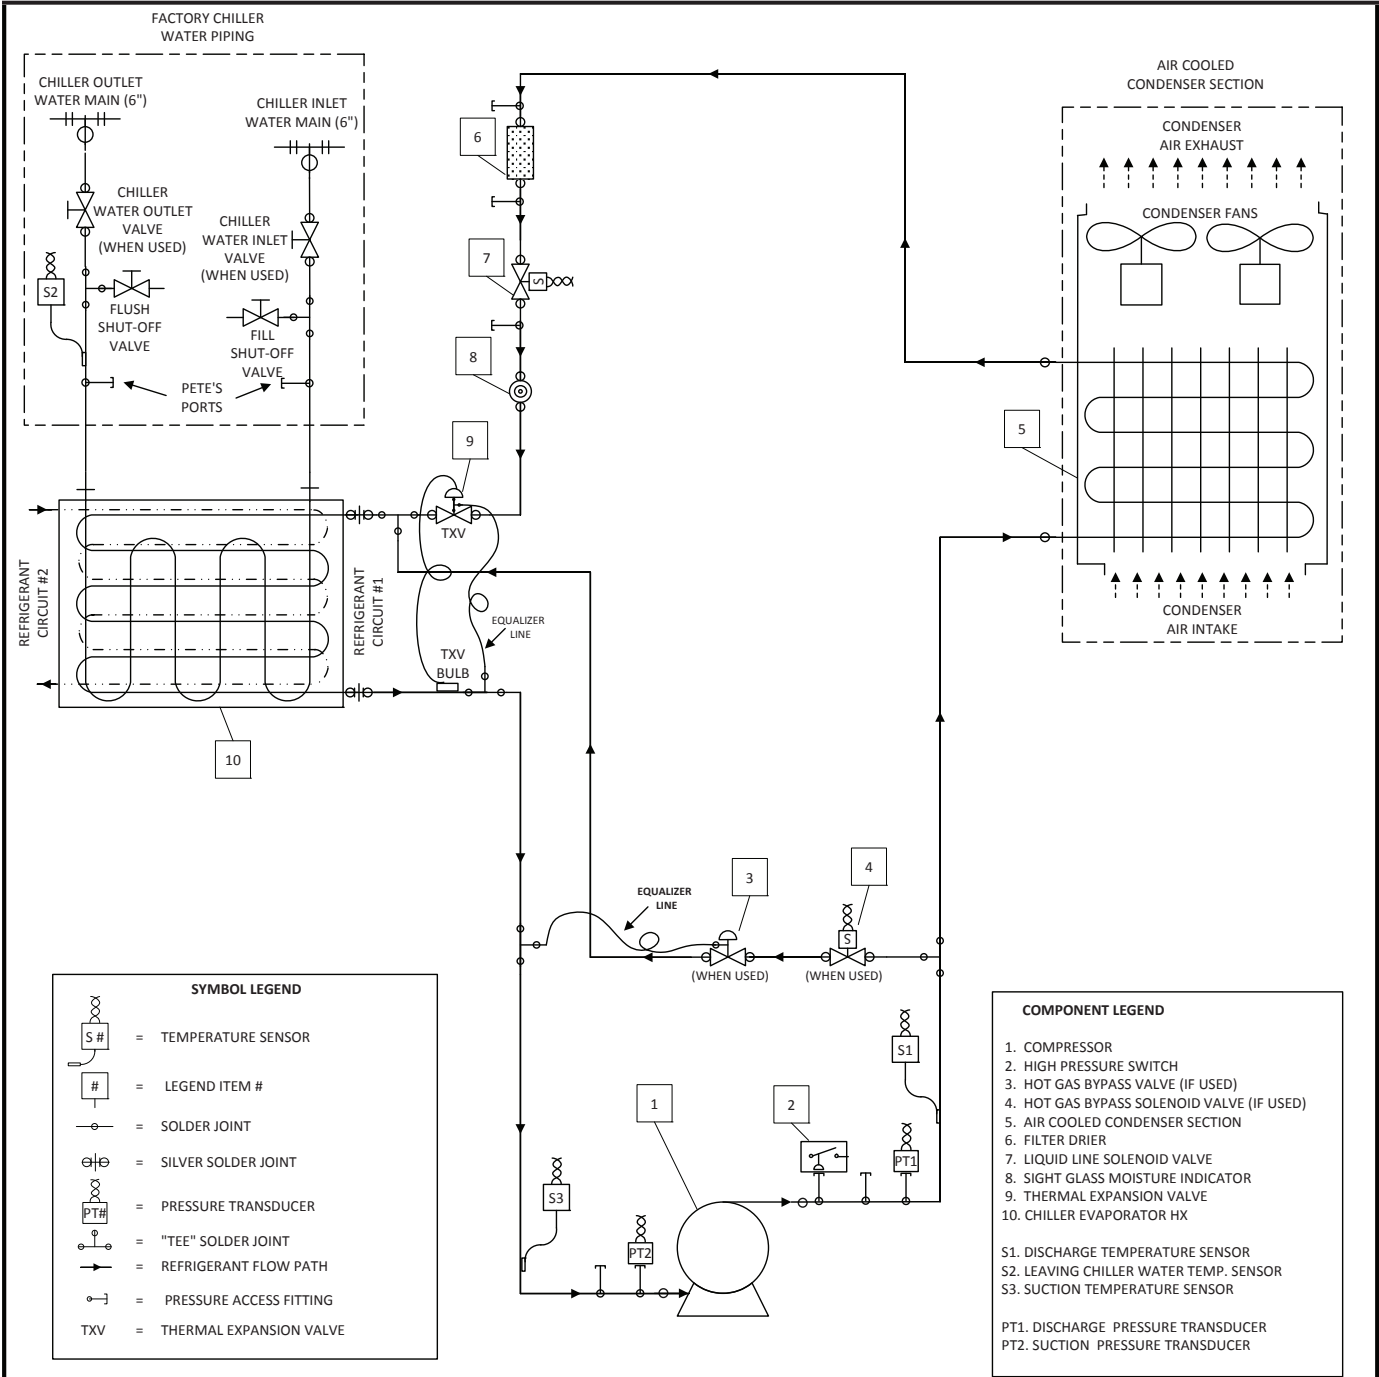 FACTORY CHILLER
WATER PIPING
CHILLER OUTLET
WATER MAIN (6")
CHILLER INLET
WATER MAIN (6")
CHILLER
WATER OUTLET
VALVE
(WHEN USED)
CHILLER
WATER INLET
VALVE
(WHEN USED)
S2
FLUSH
SHUT-OFF
VALVE
FILL
SHUT-OFF
VALVE
PETE'S
PORTS
6
7
S
8
9
TXV
AIR COOLED
CONDENSER SECTION
CONDENSER
AIR EXHAUST
CONDENSER FANS
5
CONDENSER
AIR INTAKE
REFRIGERANT
CIRCUIT #2
REFRIGERANT
CIRCUIT #1
EQUALIZER
LINE
TXV
BULB
10
EQUALIZER
LINE
3
4
S
(WHEN USED)
(WHEN USED)
S1
1
2
PT1
S3
PT2
SYMBOL LEGEND
S # = TEMPERATURE SENSOR
# = LEGEND ITEM #
= SOLDER JOINT
= SILVER SOLDER JOINT
PT# = PRESSURE TRANSDUCER
= "TEE" SOLDER JOINT
= REFRIGERANT FLOW PATH
= PRESSURE ACCESS FITTING
TXV = THERMAL EXPANSION VALVE
COMPONENT LEGEND
1. COMPRESSOR
2. HIGH PRESSURE SWITCH
3. HOT GAS BYPASS VALVE (IF USED)
4. HOT GAS BYPASS SOLENOID VALVE (IF USED)
5. AIR COOLED CONDENSER SECTION
6. FILTER DRIER
7. LIQUID LINE SOLENOID VALVE
8. SIGHT GLASS MOISTURE INDICATOR
9. THERMAL EXPANSION VALVE
10. CHILLER EVAPORATOR HX
S1. DISCHARGE TEMPERATURE SENSOR
S2. LEAVING CHILLER WATER TEMP. SENSOR
S3. SUCTION TEMPERATURE SENSOR
PT1. DISCHARGE PRESSURE TRANSDUCER
PT2. SUCTION PRESSURE TRANSDUCER